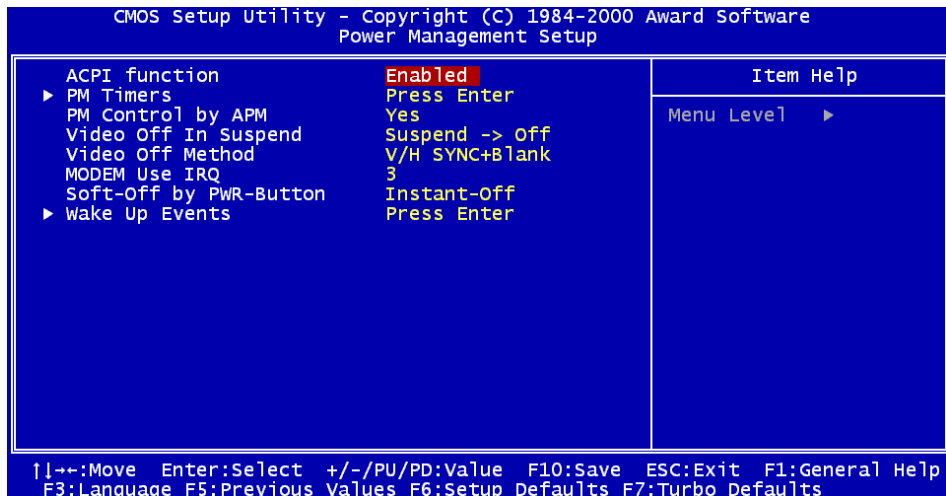 CMOS Setup Utility - Copyright (C) 1984-2000 Award Software
Power Management Setup
ACPI function Enabled
▶ PM Timers Press Enter
PM Control by APM Yes
Video Off In Suspend Suspend -> Off
Video Off Method V/H SYNC+Blank
MODEM Use IRQ 3
Soft-Off by PWR-Button Instant-Off
▶ Wake Up Events Press Enter
Item Help
Menu Level ▶
↑↓→←:Move Enter:Select +/-/PU/PD:Value F10:Save ESC:Exit F1:General Help
F3:Language F5:Previous Values F6:Setup Defaults F7:Turbo Defaults